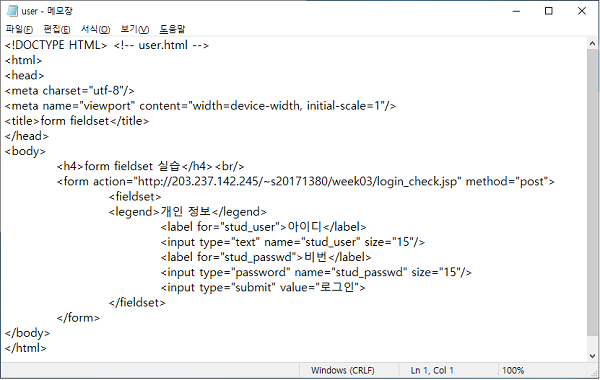 user - 메모장
파일(F) 편집(E) 서식(O) 보기(V) 도움말
<!DOCTYPE HTML> <!-- user.html -->
<html>
<head>
<meta charset="utf-8"/>
<meta name="viewport" content="width=device-width, initial-scale=1"/>
<title>form fieldset</title>
</head>
<body>
<h4>form fieldset 실습</h4><br/>
<form action="http://203.237.142.245/~s20171380/week03/login_check.jsp" method="post">
<fieldset>
<legend>개인 정보</legend>
<label for="stud_user">아이디</label>
<input type="text" name="stud_user" size="15"/>
<label for="stud_passwd">비번</label>
<input type="password" name="stud_passwd" size="15"/>
<input type="submit" value="로그인">
</fieldset>
</form>
</body>
</html>
Windows (CRLF) Ln 1, Col 1 100%